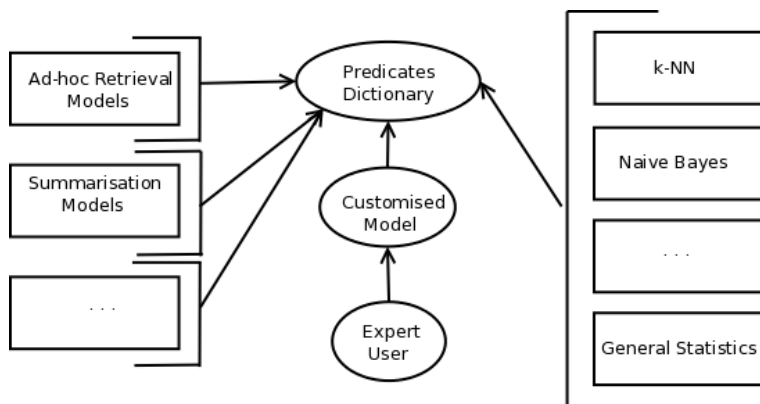 Ad-hoc Retrieval
Models
Summarisation
Models
. . .
Predicates
Dictionary
Customised
Model
Expert
User
k-NN
Naive Bayes
. . .
General Statistics